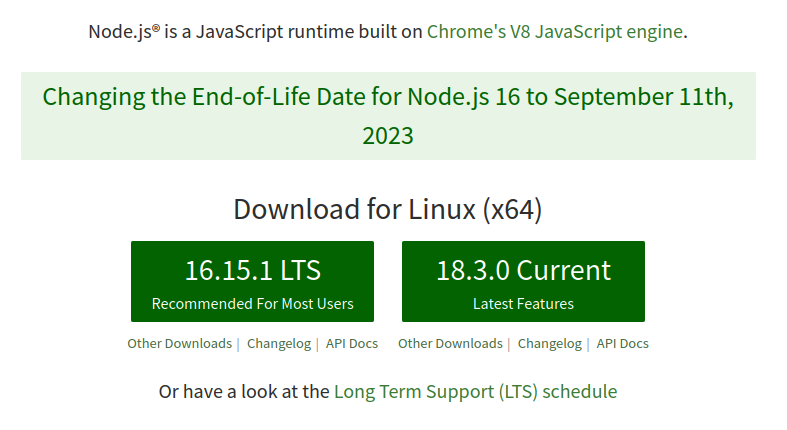 Node.js® is a JavaScript runtime built on Chrome's V8 JavaScript engine.
Changing the End-of-Life Date for Node.js 16 to September 11th,
2023
Download for Linux (x64)
16.15.1 LTS
Recommended For Most Users
18.3.0 Current
Latest Features
Other Downloads | Changelog | API Docs
Other Downloads | Changelog | API Docs
Or have a look at the Long Term Support (LTS) schedule